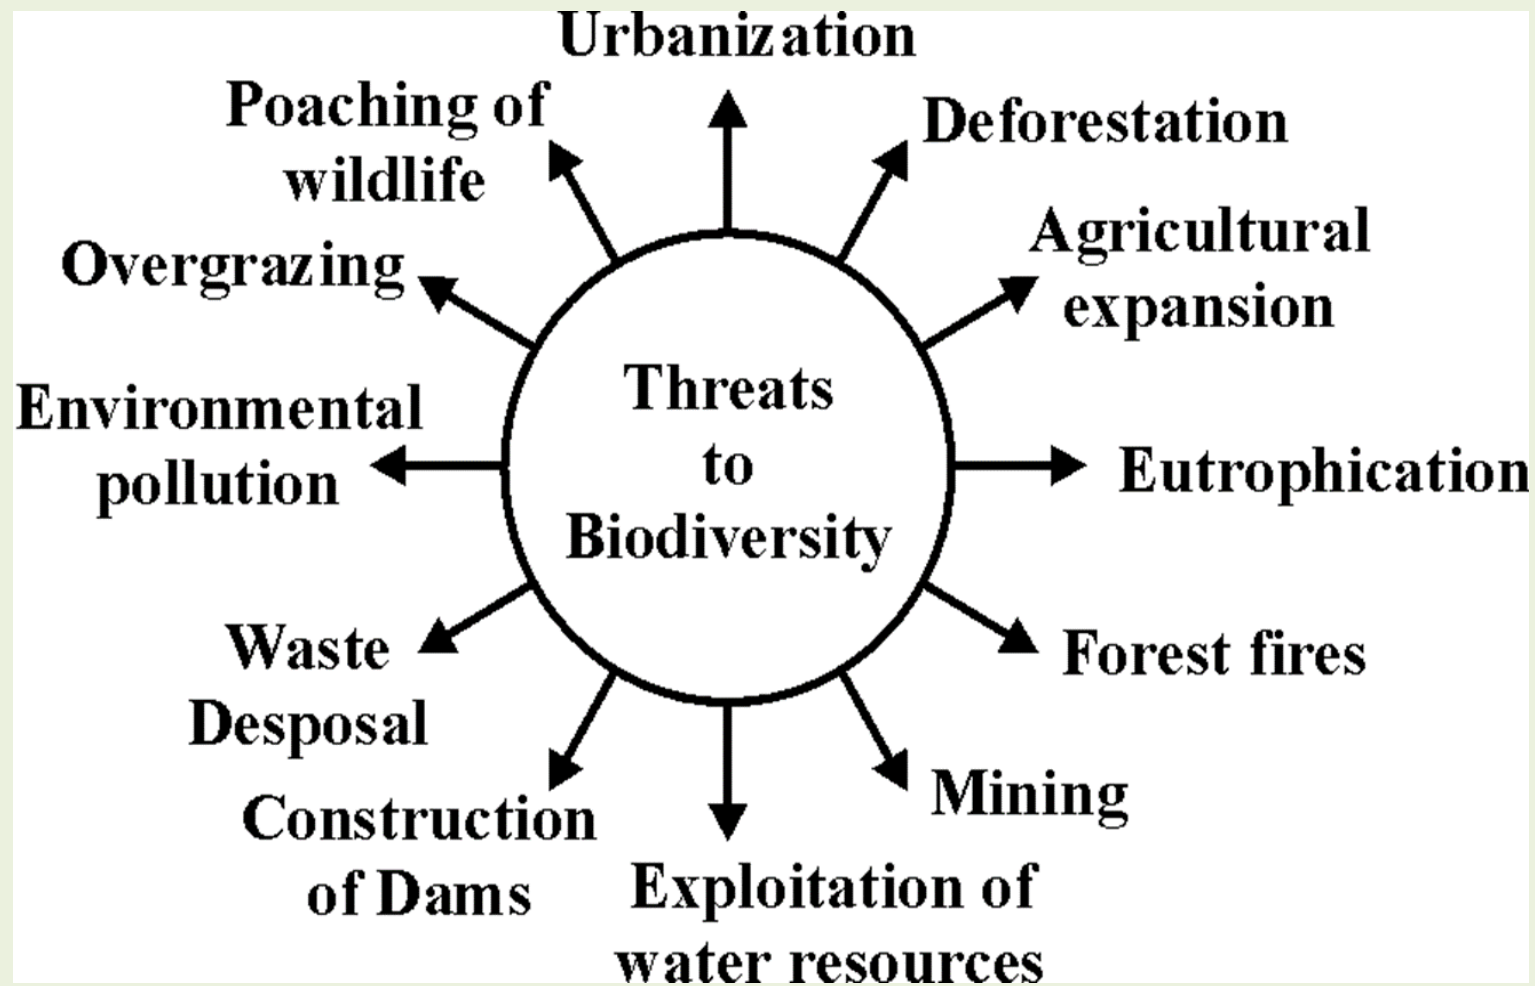 Urbanization
Deforestation
Agricultural
expansion
Eutrophication
Forest fires
Mining
Exploitation of
water resources
Construction
of Dams
Waste
Desposal
Environmental
pollution
Overgrazing
Poaching of
wildlife
Threats
to
Biodiversity